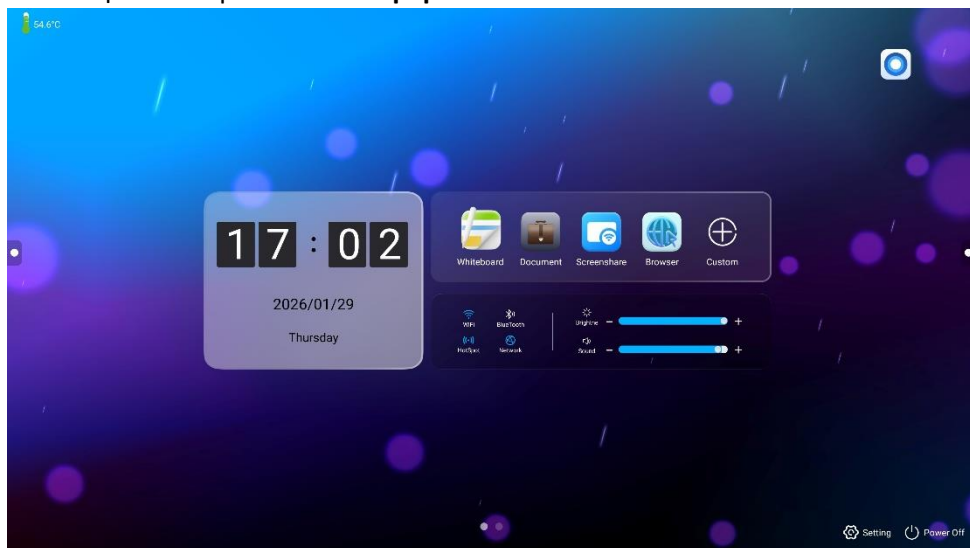 54.6°C
17:02
2026/01/29
Thursday
Whiteboard Document Screenshare Browser Custom
WIFI BlueTooth
HotSpot Network
Sound
Setting Power Off